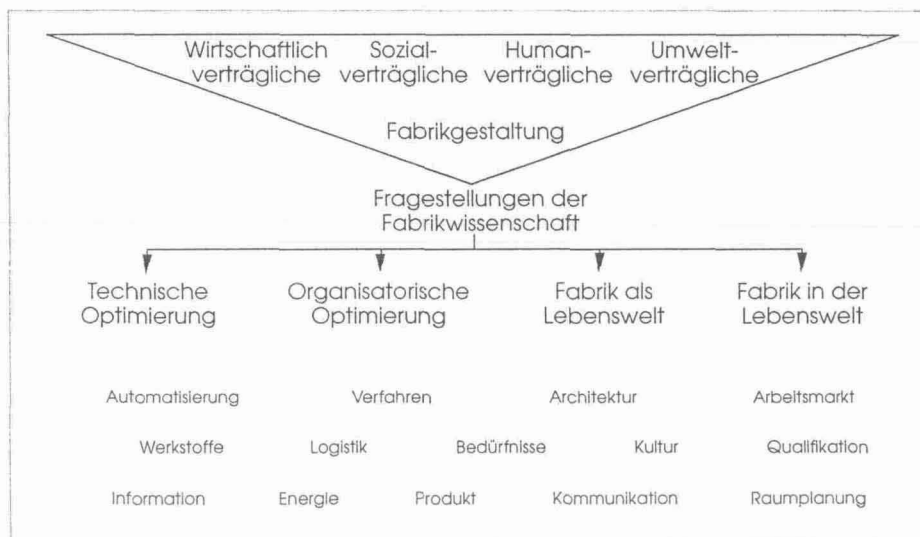 Wirtschaftlich Sozial- Human- Umwelt-
verträgliche verträgliche verträgliche verträgliche
Fabrikgestaltung
Fragestellungen der
Fabrikwissenschaft
Technische Organisatorische Fabrik als Fabrik in der
Optimierung Optimierung Lebenswelt Lebenswelt
Automatisierung Verfahren Architektur Arbeitsmarkt
Werkstoffe Logistik Bedürfnisse Kultur Qualifikation
Information Energie Produkt Kommunikation Raumplanung